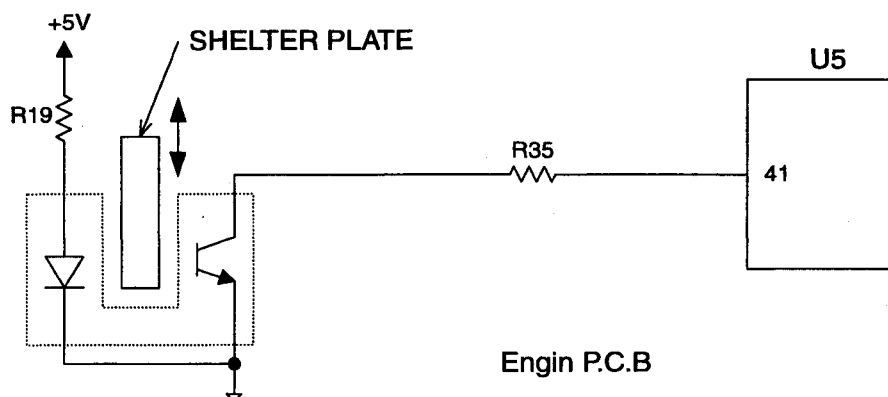 +5V
SHELTER PLATE
U5
R19
R35
41
Engin P.C.B